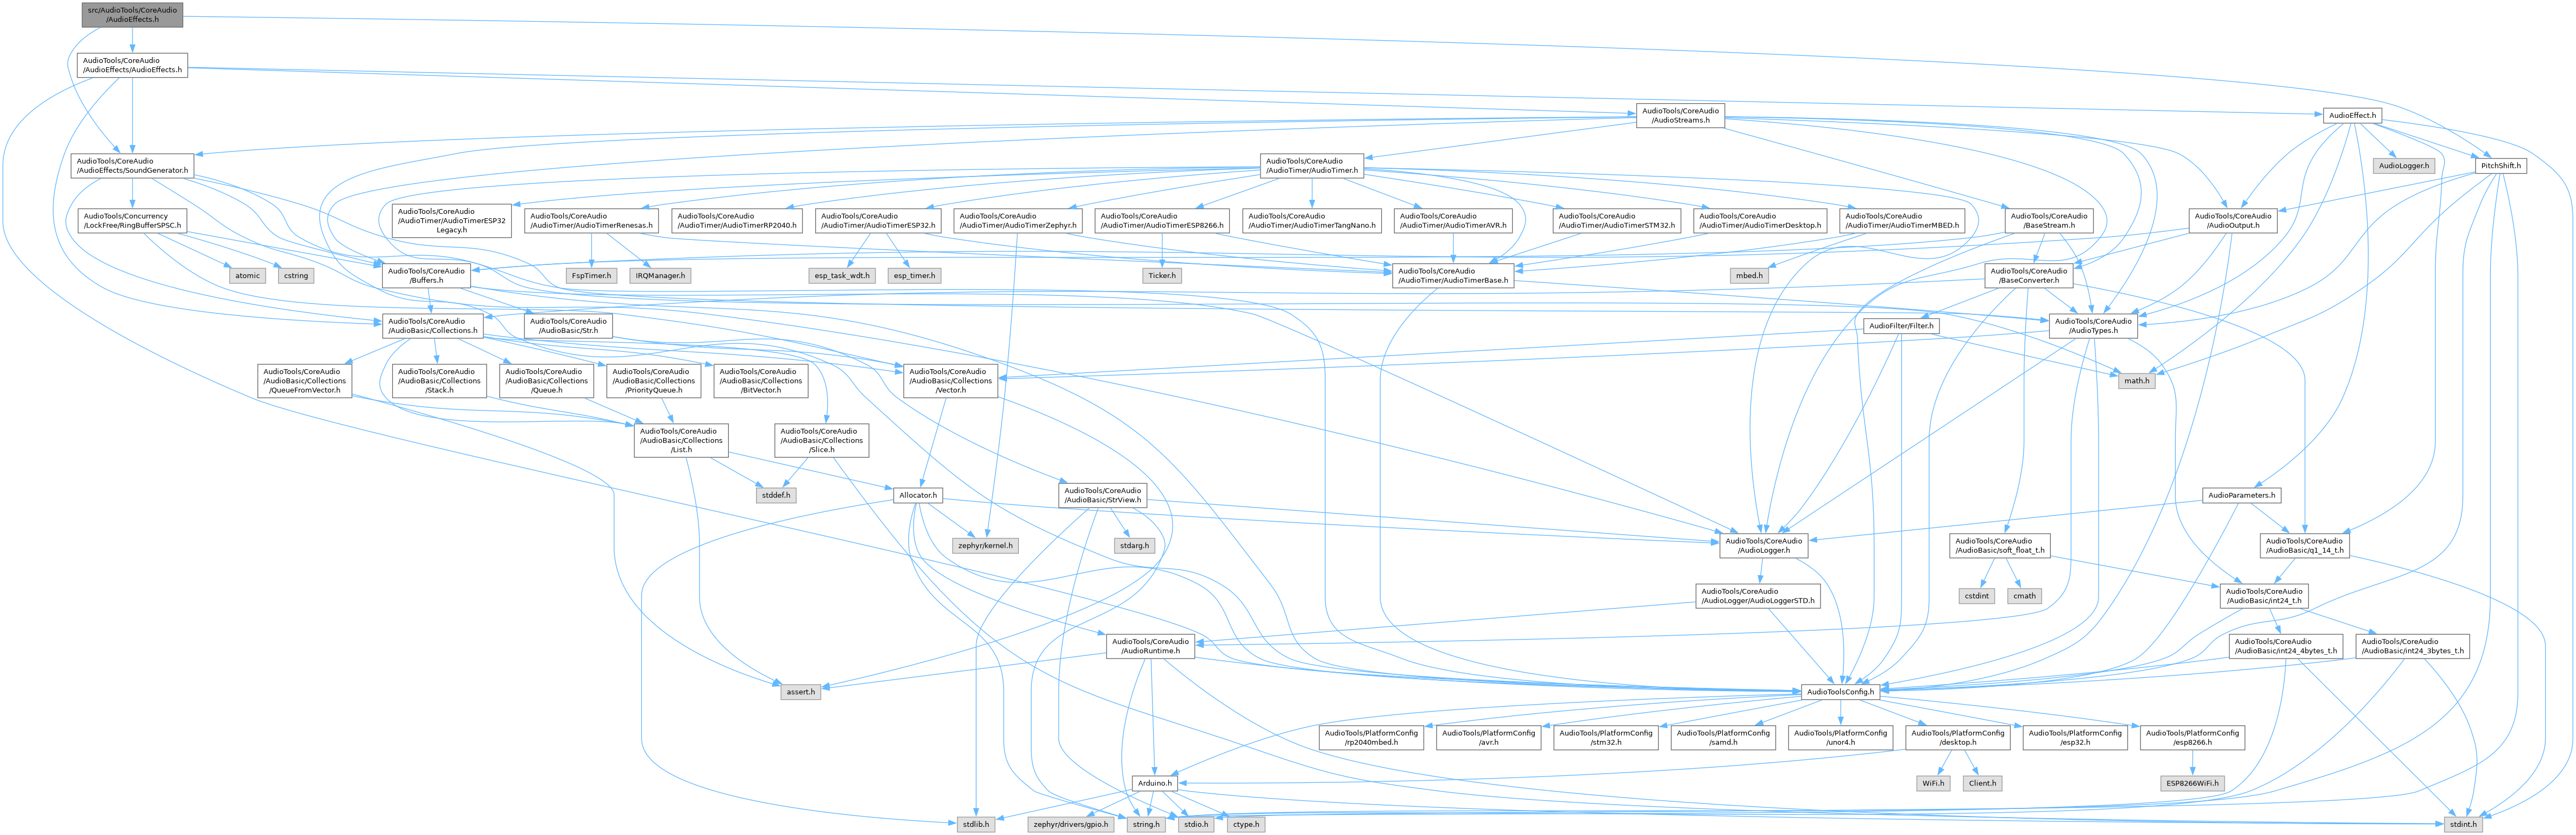 src/AudioTools/CoreAudio
/AudioEffects.h
AudioTools/CoreAudio
/AudioEffects/AudioEffects.h
AudioTools/CoreAudio
/AudioStreams.h
AudioEffect.h
AudioTools/CoreAudio
/AudioEffects/SoundGenerator.h
AudioTools/CoreAudio
/AudioTimer/AudioTimer.h
AudioLogger.h
PitchShift.h
AudioTools/Concurrency
/LockFree/RingBufferSPSC.h
AudioTools/CoreAudio
/AudioTimer/AudioTimerESP32
Legacy.h
AudioTools/CoreAudio
/AudioTimer/AudioTimerRenesas.h
AudioTools/CoreAudio
/AudioTimer/AudioTimerRP2040.h
AudioTools/CoreAudio
/AudioTimer/AudioTimerESP32.h
AudioTools/CoreAudio
/AudioTimer/AudioTimerZephyr.h
AudioTools/CoreAudio
/AudioTimer/AudioTimerESP8266.h
AudioTools/CoreAudio
/AudioTimer/AudioTimerTangNano.h
AudioTools/CoreAudio
/AudioTimer/AudioTimerAVR.h
AudioTools/CoreAudio
/AudioTimer/AudioTimerSTM32.h
AudioTools/CoreAudio
/AudioTimer/AudioTimerDesktop.h
AudioTools/CoreAudio
/AudioTimer/AudioTimerMBED.h
AudioTools/CoreAudio
/BaseStream.h
AudioTools/CoreAudio
/AudioOutput.h
atomic
cstring
AudioTools/CoreAudio
/Buffers.h
FspTimer.h
IRQManager.h
esp_task_wdt.h
esp_timer.h
Ticker.h
AudioTools/CoreAudio
/AudioTimer/AudioTimerBase.h
mbed.h
AudioTools/CoreAudio
/BaseConverter.h
AudioTools/CoreAudio
/AudioBasic/Collections.h
AudioTools/CoreAudio
/AudioBasic/Str.h
AudioFilter/Filter.h
AudioTools/CoreAudio
/AudioTypes.h
AudioTools/CoreAudio
/AudioBasic/Collections
/QueueFromVector.h
AudioTools/CoreAudio
/AudioBasic/Collections
/Stack.h
AudioTools/CoreAudio
/AudioBasic/Collections
/Queue.h
AudioTools/CoreAudio
/AudioBasic/Collections
/PriorityQueue.h
AudioTools/CoreAudio
/AudioBasic/Collections
/BitVector.h
AudioTools/CoreAudio
/AudioBasic/Collections
/Vector.h
math.h
AudioTools/CoreAudio
/AudioBasic/Collections
/List.h
AudioTools/CoreAudio
/AudioBasic/Collections
/Slice.h
stddef.h
Allocator.h
AudioTools/CoreAudio
/AudioBasic/StrView.h
AudioParameters.h
zephyr/kernel.h
stdarg.h
AudioTools/CoreAudio
/AudioLogger.h
AudioTools/CoreAudio
/AudioBasic/soft_float_t.h
AudioTools/CoreAudio
/AudioBasic/q1_14_t.h
AudioTools/CoreAudio
/AudioLogger/AudioLoggerSTD.h
cstdint
cmath
AudioTools/CoreAudio
/AudioBasic/int24_t.h
AudioTools/CoreAudio
/AudioRuntime.h
AudioTools/CoreAudio
/AudioBasic/int24_4bytes_t.h
AudioTools/CoreAudio
/AudioBasic/int24_3bytes_t.h
assert.h
AudioToolsConfig.h
AudioTools/PlatformConfig
/rp2040mbed.h
AudioTools/PlatformConfig
/avr.h
AudioTools/PlatformConfig
/stm32.h
AudioTools/PlatformConfig
/samd.h
AudioTools/PlatformConfig
/unor4.h
AudioTools/PlatformConfig
/desktop.h
AudioTools/PlatformConfig
/esp32.h
AudioTools/PlatformConfig
/esp8266.h
Arduino.h
WiFi.h
Client.h
ESP8266WiFi.h
stdlib.h
zephyr/drivers/gpio.h
string.h
stdio.h
ctype.h
stdint.h